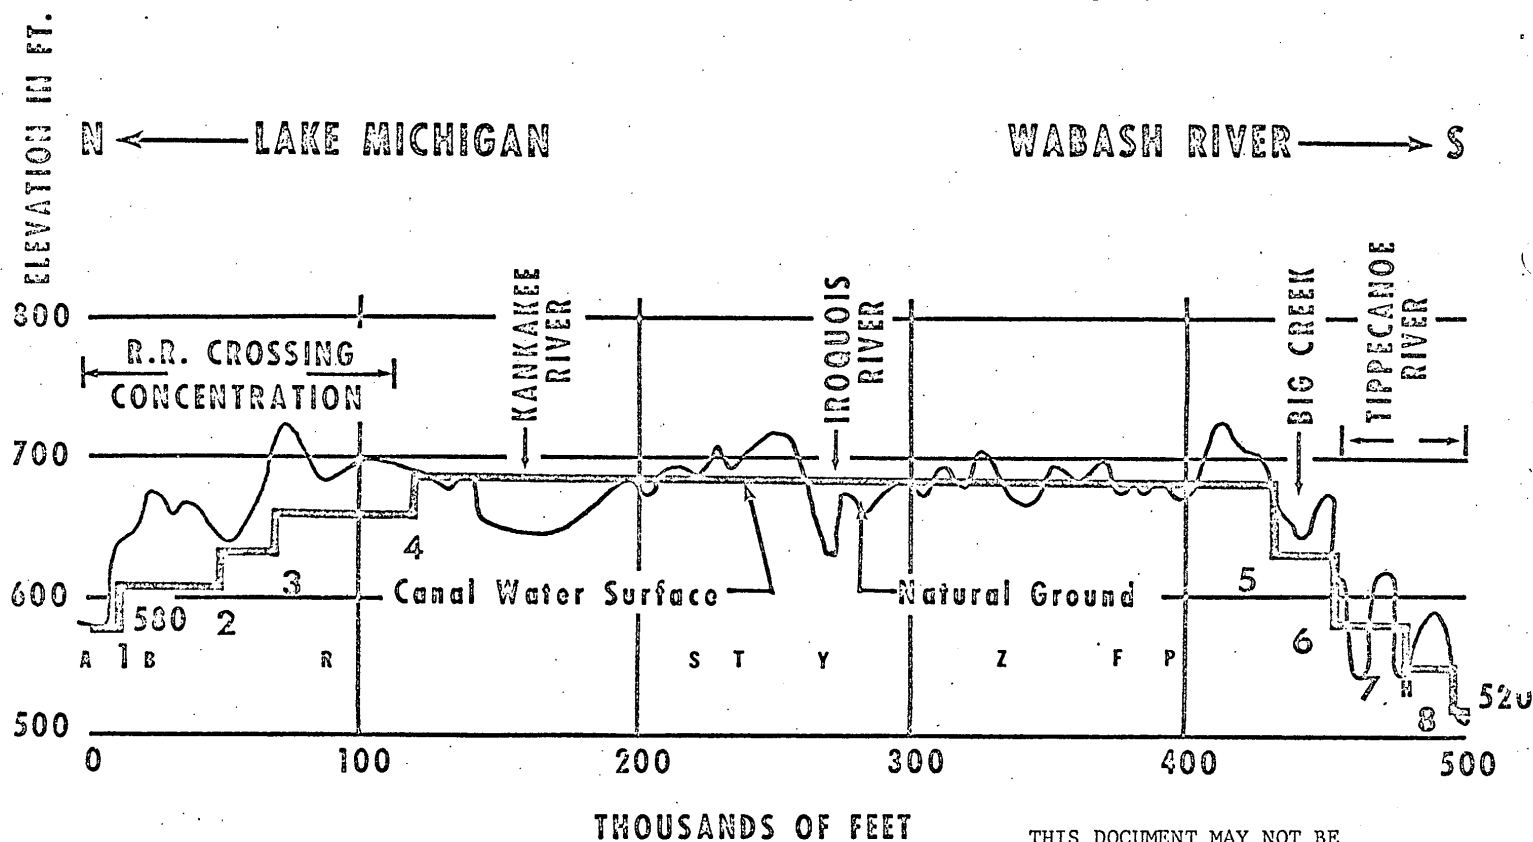 ELEVATION IN FT.
N LAKE MICHIGAN
WABASH RIVER S
800
R.R. CROSSING
CONCENTRATION
KANKAKEE
RIVER
IROQUOIS
RIVER
BIG CREEK
TIPPECANOE
RIVER
700
4
3
5
600
Canal Water Surface
Natural Ground
580
2
6
A 1 B R S T Y Z F P
7
H
520
8
500
0 100 200 300 400 500
THOUSANDS OF FEET
THIS DOCUMENT MAY NOT BE